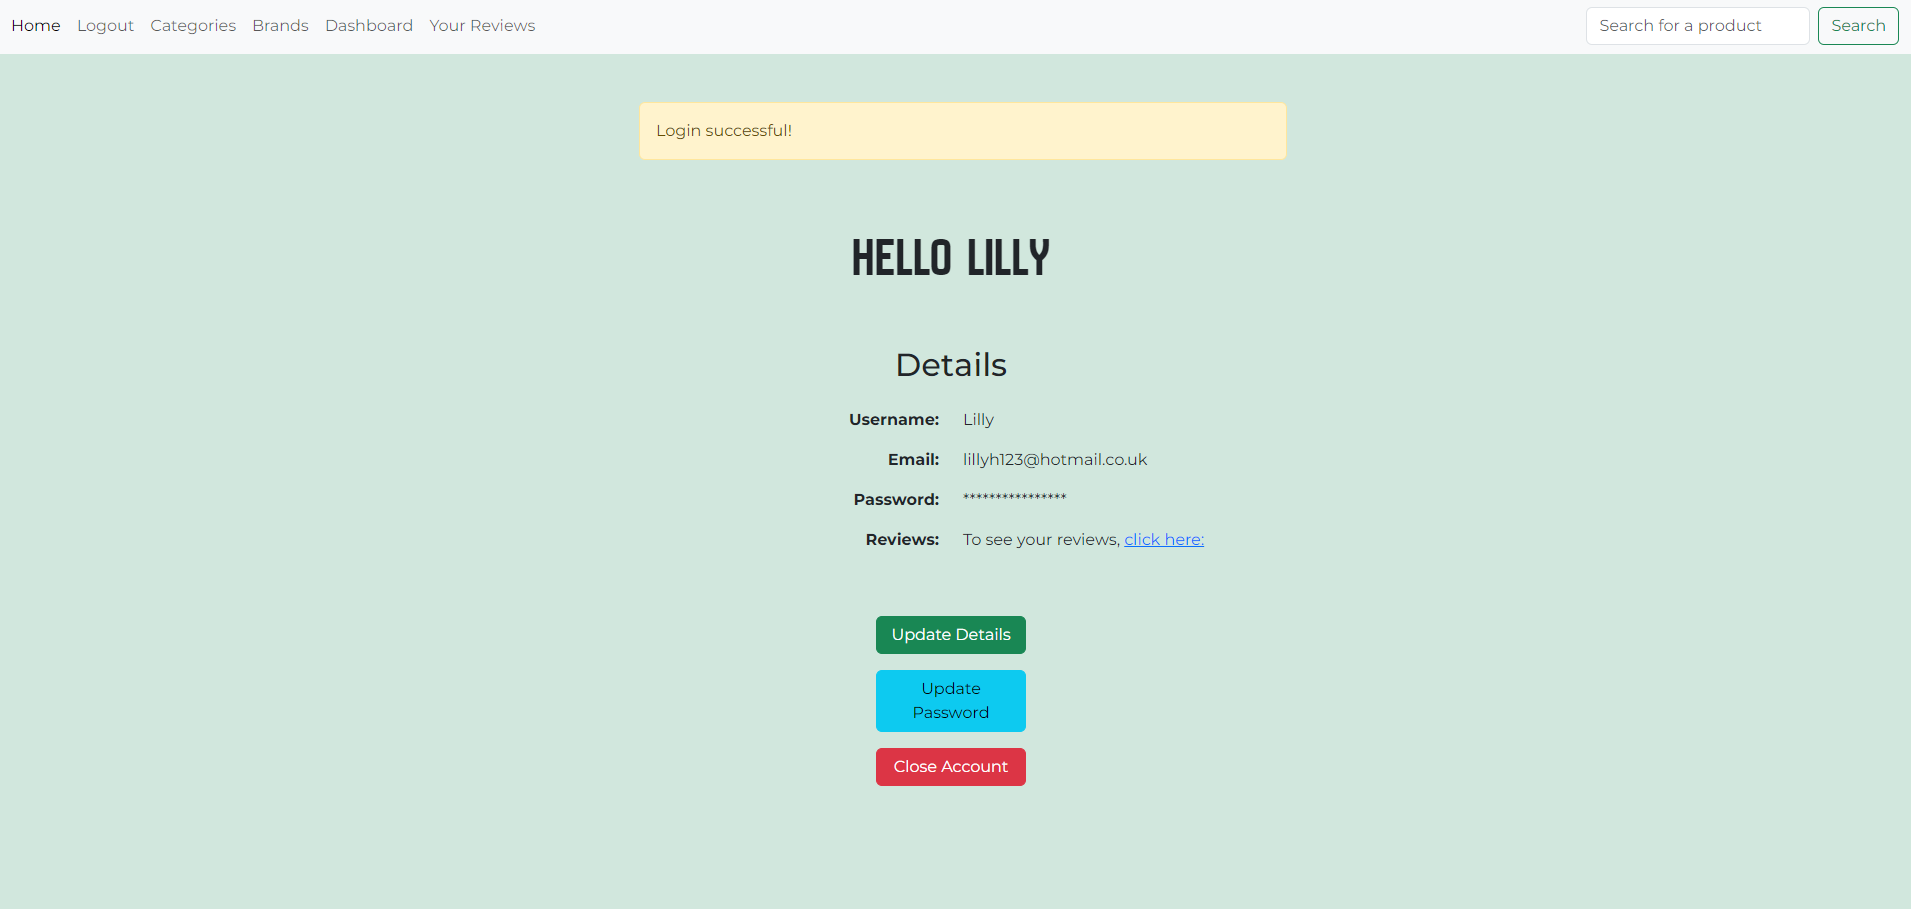 Home Logout Categories Brands Dashboard Your Reviews Search for a product Search
Login successful!
HELLO LILLY
Details
Username: Lilly
Email: lillyh123@hotmail.co.uk
Password: ****************
Reviews: To see your reviews, click here:
Update Details
Update
Password
Close Account